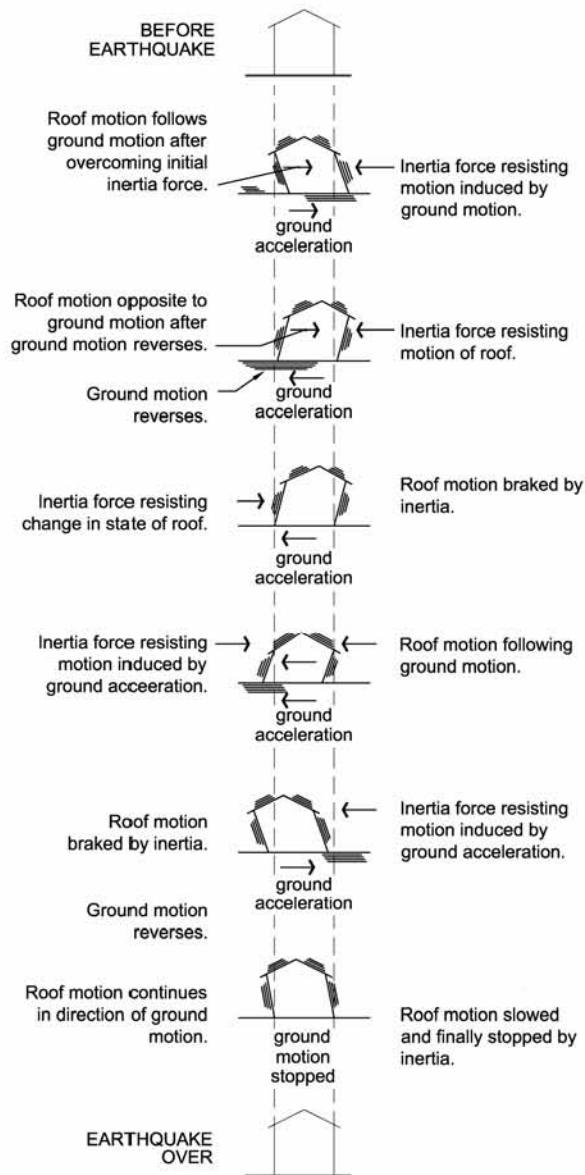 BEFORE
EARTHQUAKE
Roof motion follows
ground motion after
overcoming initial
inertia force.
Inertia force resisting
motion induced by
ground motion.
ground
acceleration
Roof motion opposite to
ground motion after
ground motion reverses.
Inertia force resisting
motion of roof.
Ground motion
reverses.
ground
acceleration
Inertia force resisting
change in state of roof.
Roof motion braked by
inertia.
ground
acceleration
Inertia force resisting
motion induced by
ground acceeration.
Roof motion following
ground motion.
ground
acceleration
Roof motion
braked by inertia.
Inertia force resisting
motion induced by
ground acceleration.
ground
acceleration
Ground motion
reverses.
Roof motion continues
in direction of ground
motion.
ground
motion
stopped
Roof motion slowed
and finally stopped by
inertia.
EARTHQUAKE
OVER